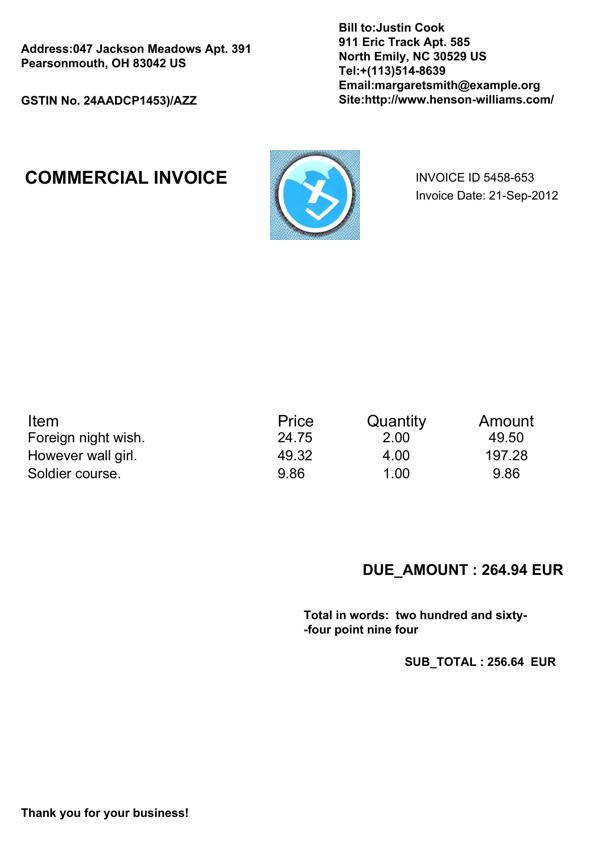 Address:047 Jackson Meadows Apt. 391
Pearsonmouth, OH 83042 US
GSTIN No. 24AADCP1453)/AZZ
Bill to:Justin Cook
911 Eric Track Apt. 585
North Emily, NC 30529 US
Tel:+(113)514-8639
Email:margaretsmith@example.org
Site:http://www.henson-williams.com/
COMMERCIAL INVOICE
INVOICE ID 5458-653
Invoice Date: 21-Sep-2012
Item Price Quantity Amount
Foreign night wish. 24.75 2.00 49.50
However wall girl. 49.32 4.00 197.28
Soldier course. 9.86 1.00 9.86
DUE_AMOUNT : 264.94 EUR
Total in words:  two hundred and sixty-
-four point nine four
SUB_TOTAL : 256.64  EUR
Thank you for your business!